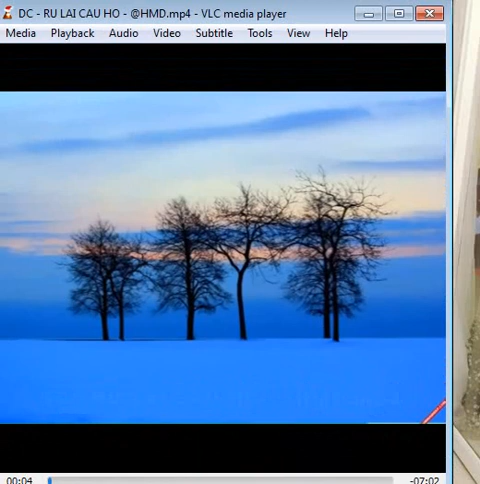 DC - RU LAI CAU HO - @HMD.mp4 - VLC media player
Media Playback Audio Video Subtitle Tools View Help
00:04 -07:02